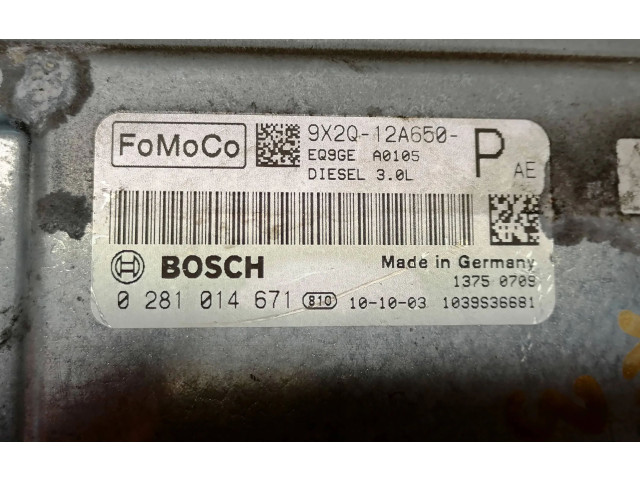 FoMoCo 9X2Q-12A650- P AE
EQ9GE A0105
DIESEL 3.0L
BOSCH Made in Germany
1375 0709
0 281 014 671 810 10-10-03 1039S36681